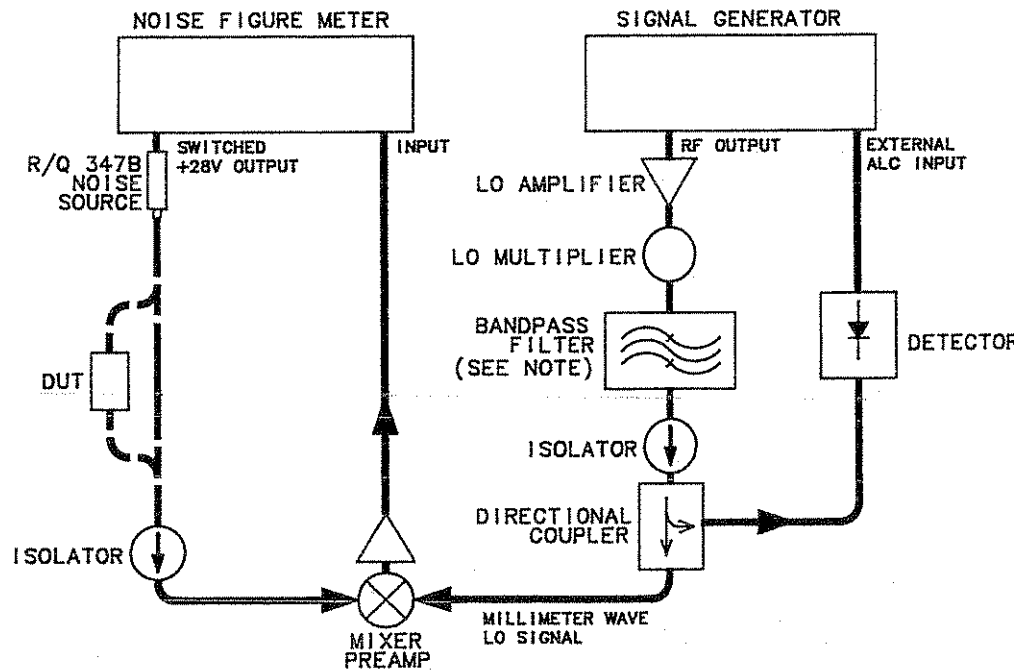 NOISE FIGURE METER
SIGNAL GENERATOR
SWITCHED
+28V OUTPUT
INPUT
RF OUTPUT
EXTERNAL
ALC INPUT
R/Q 347B
NOISE
SOURCE
LO AMPLIFIER
LO MULTIPLIER
BANDPASS
FILTER
(SEE NOTE)
DETECTOR
DUT
ISOLATOR
DIRECTIONAL
COUPLER
ISOLATOR
MILLIMETER WAVE
LO SIGNAL
MIXER
PREAMP